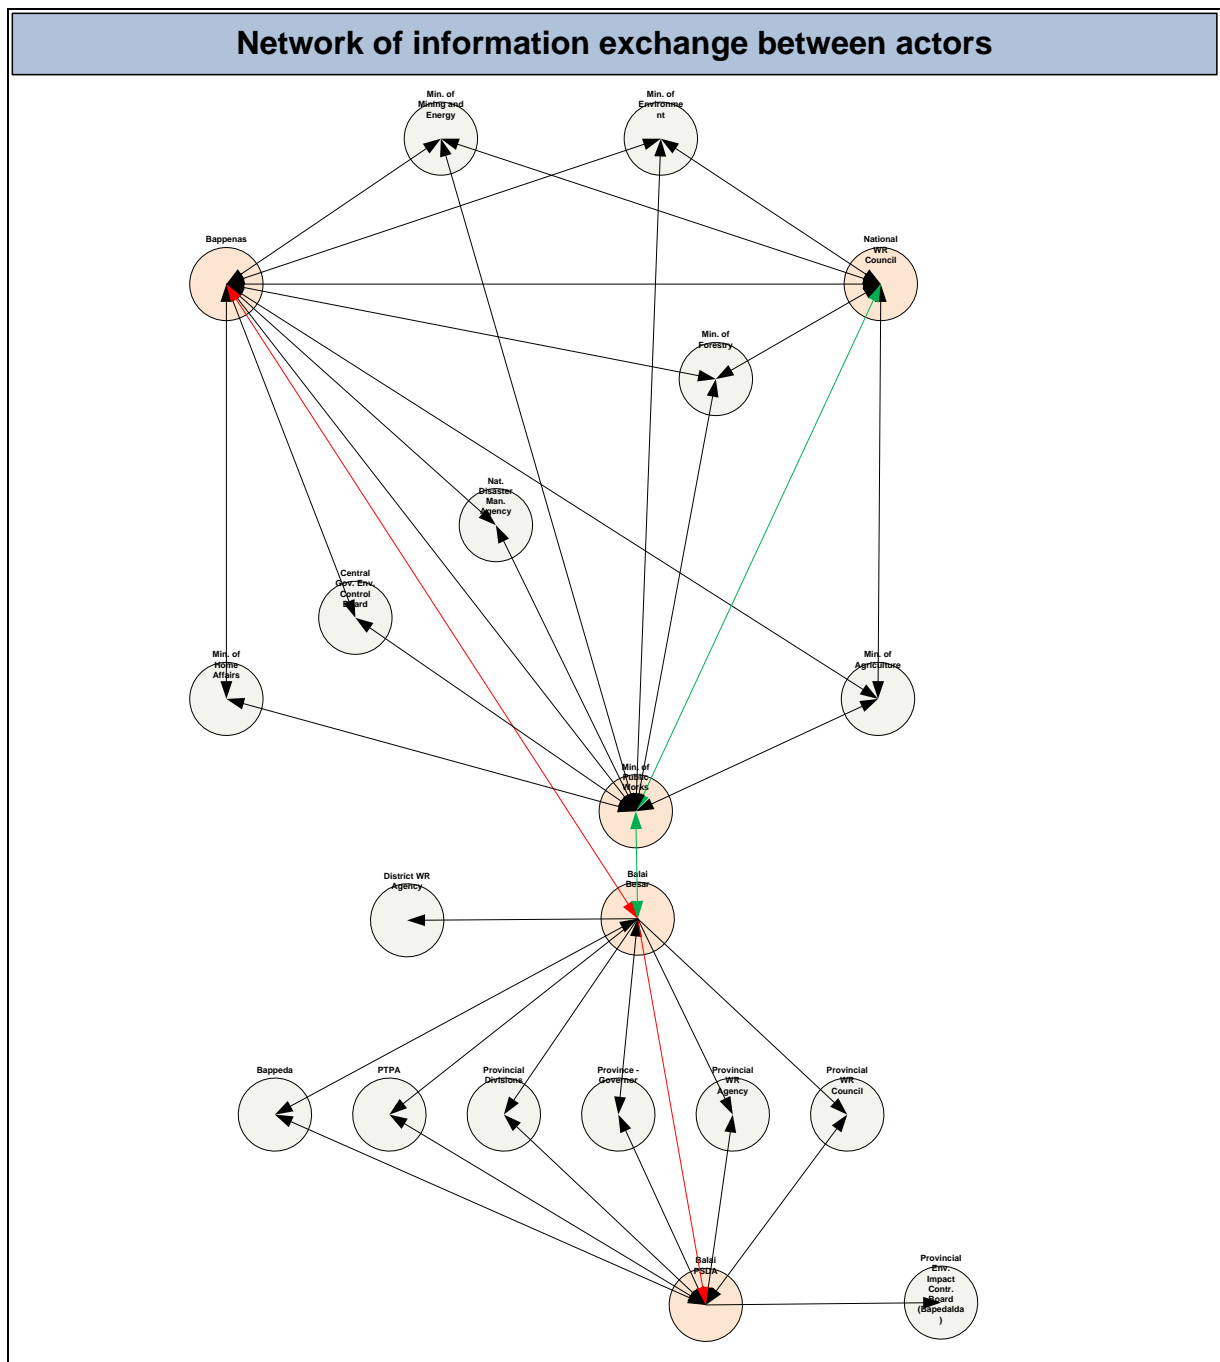 Network of information exchange between actors
Min. of
Mining and
Energy
Min. of
Environme
nt
Bappenas
National
WR
Council
Min. of
Forestry
Nat.
Disaster
Man.
Agency
Central
Gov. Env.
Control
Board
Min. of
Home
Affairs
Min. of
Agriculture
Min. of
Public
Works
District WR
Agency
Balai
Besar
Bappeda
PTPA
Provincial
Divisions
Province -
Governor
Provincial
WR
Agency
Provincial
WR
Council
Balai
PSDA
Provincial
Env.
Impact
Contr.
Board
(Bapedalda
)